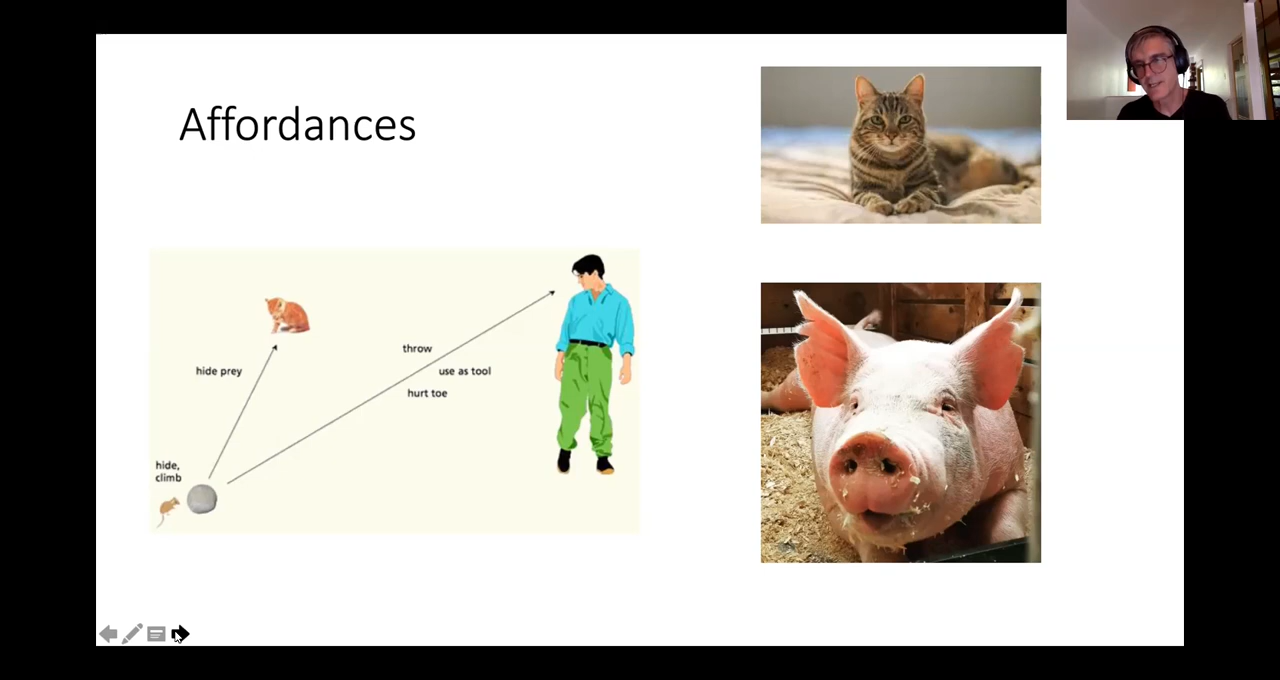 Affordances
throw
hide prey
use as tool
hurt toe
hide,
climb